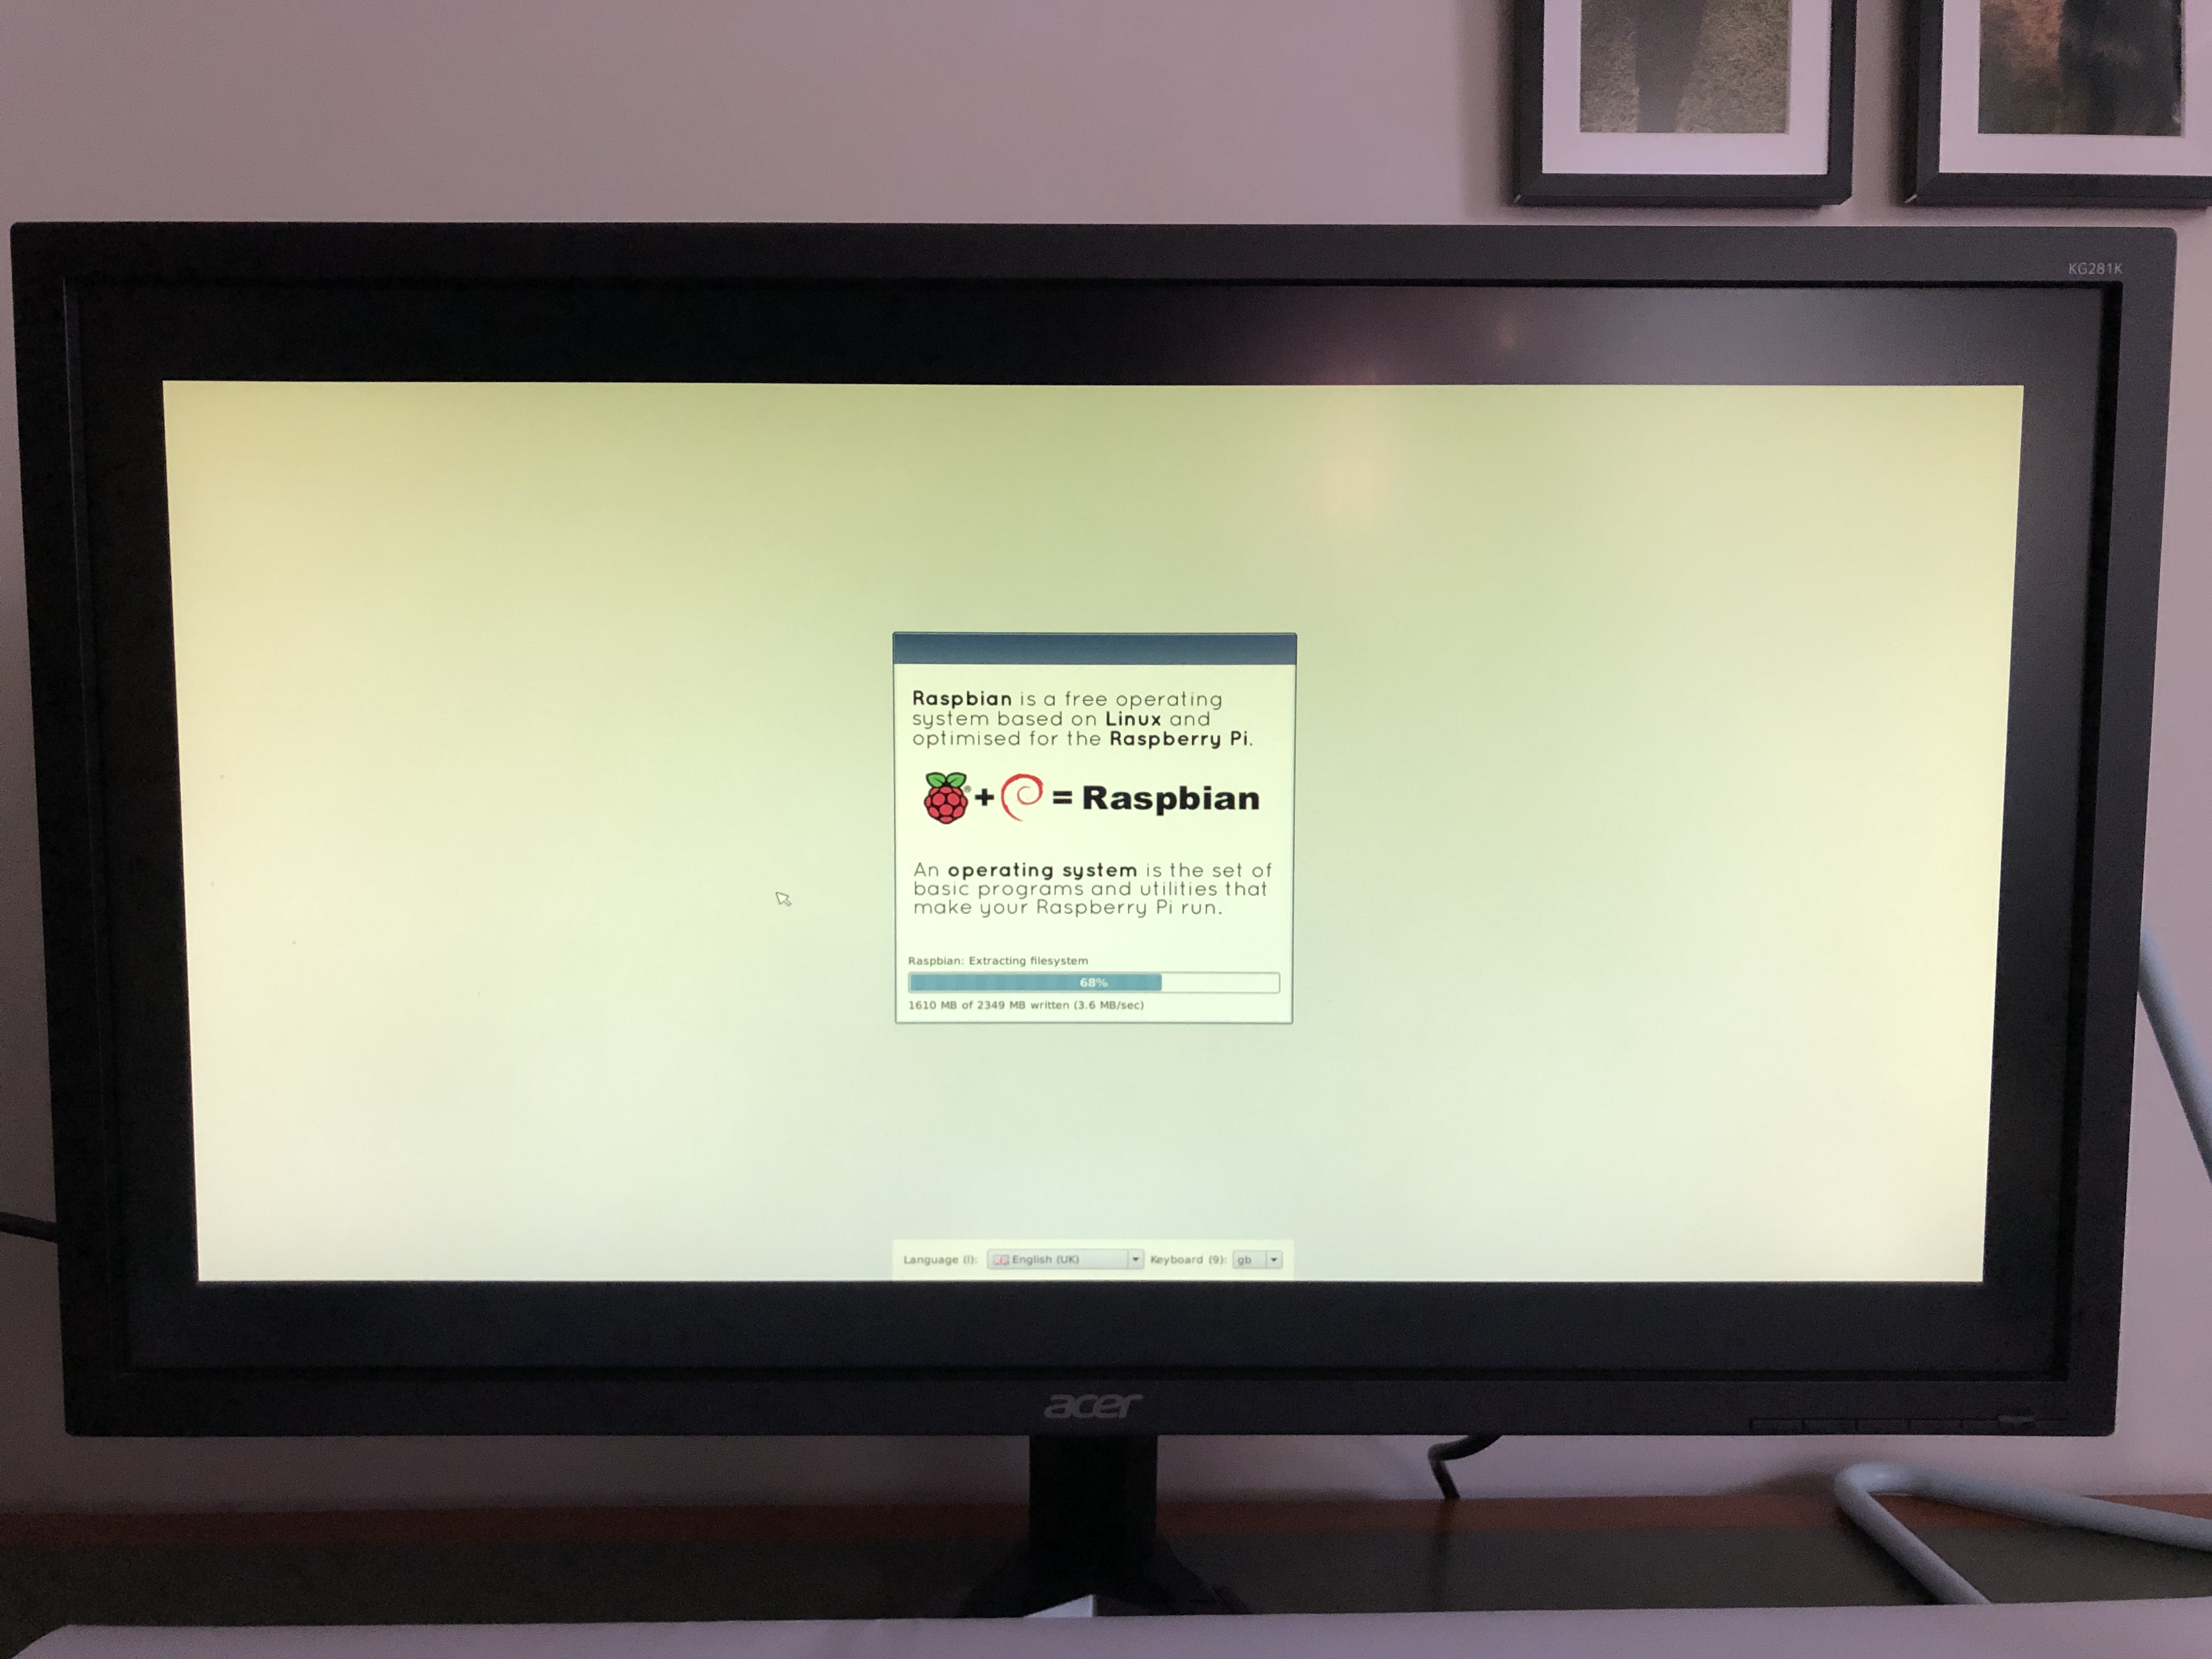 KG281K
Raspbian is a free operating
system based on Linux and
optimised for the Raspberry Pi.
® + = Raspbian
An operating system is the set of
basic programs and utilities that
make your Raspberry Pi run.
Raspbian: Extracting filesystem
68%
1610 MB of 2349 MB written (3.6 MB/sec)
Language (l): English (UK) Keyboard (9): gb
acer